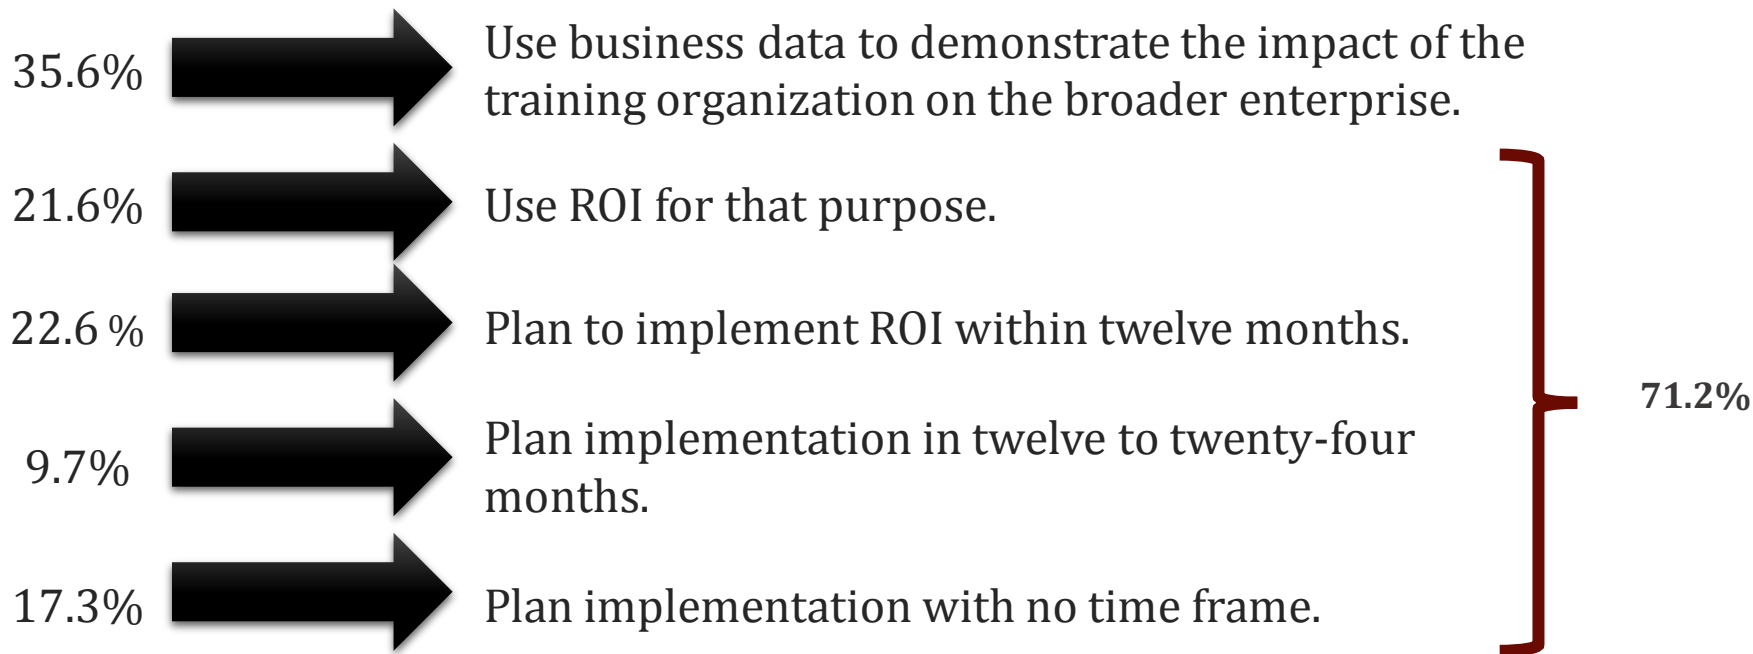 35.6%
Use business data to demonstrate the impact of the
training organization on the broader enterprise.
21.6%
Use ROI for that purpose.
22.6 %
Plan to implement ROI within twelve months.
9.7%
Plan implementation in twelve to twenty-four
months.
17.3%
Plan implementation with no time frame.
71.2%